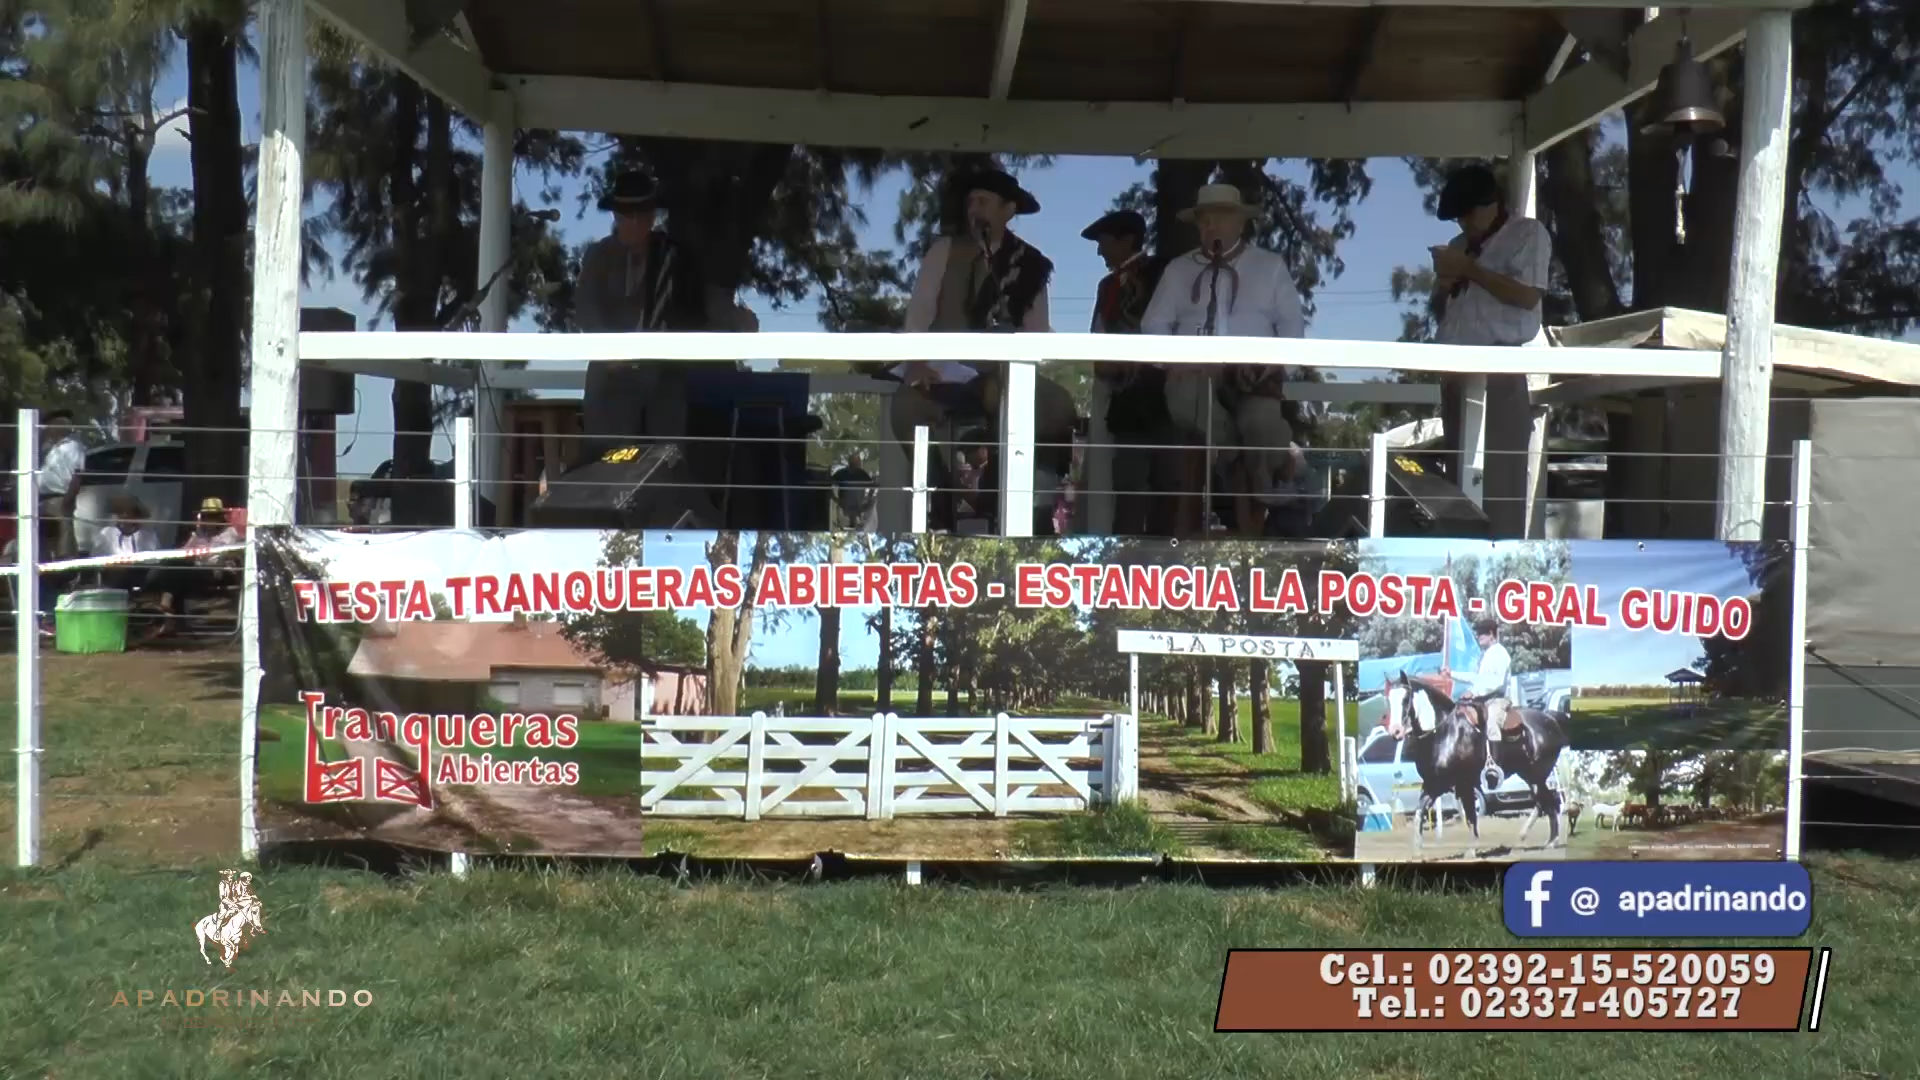 FIESTA TRANQUERAS ABIERTAS - ESTANCIA LA POSTA - GRAL GUIDO
"LA POSTA"
Tranqueras
Abiertas
@ apadrinando
APADRINANDO
Cel.: 02392-15-520059
Tel.: 02337-405727